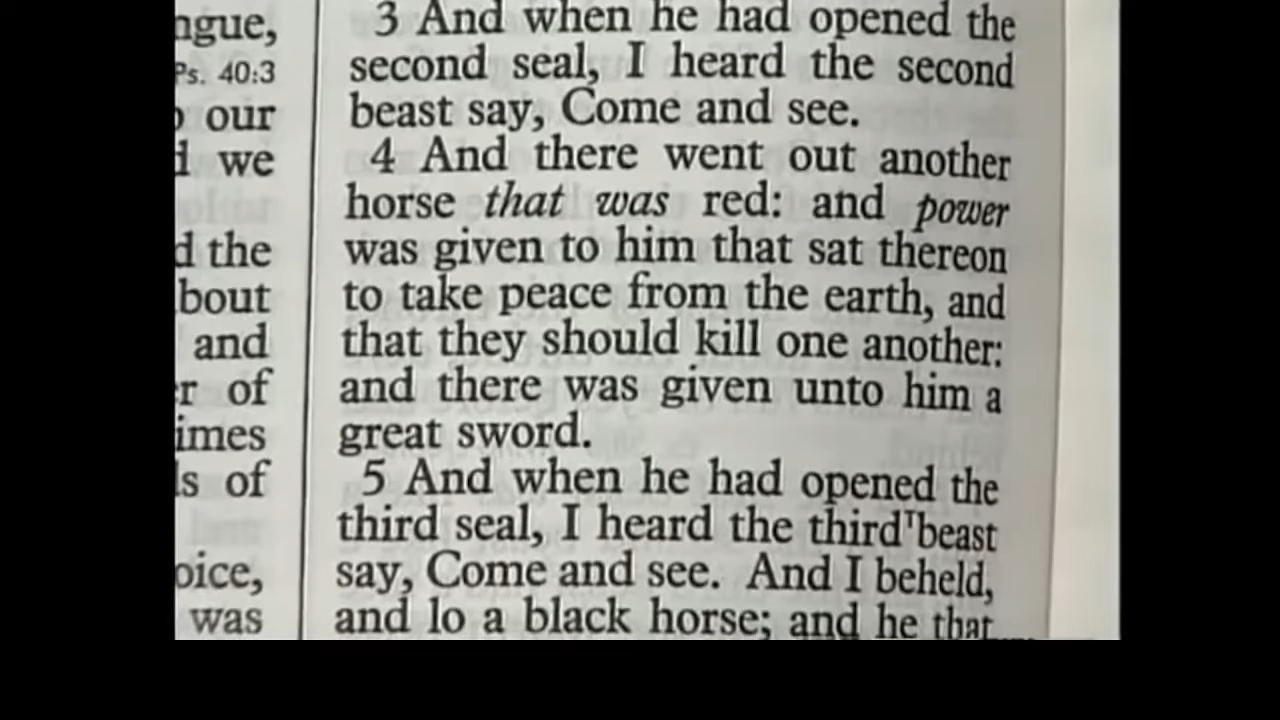 ngue,
Ps. 40:3
our
we
d the
bout
and
r of
imes
ls of
oice,
was
3 And when he had opened the
second seal, I heard the second
beast say, Come and see.
4 And there went out another
horse that was red: and power
was given to him that sat thereon
to take peace from the earth, and
that they should kill one another:
and there was given unto him a
great sword.
5 And when he had opened the
third seal, I heard the third beast
say, Come and see. And I beheld,
and lo a black horse; and he that